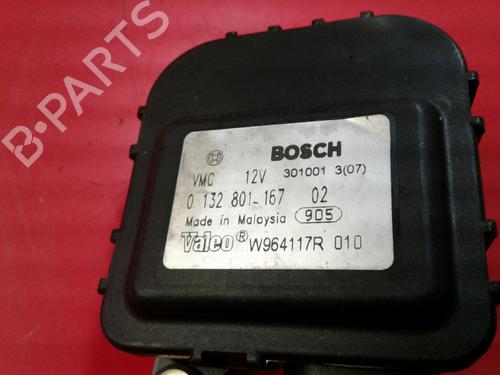 B-PARTS
BOSCH
VMC 12V 301001 3(07)
0 132 801-167 02
Made in Malaysia 905
Valeo® W964117R 010